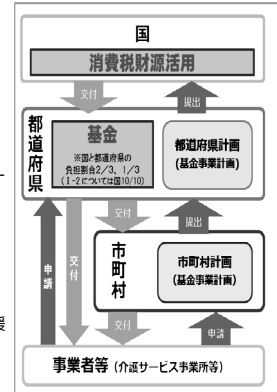 国
消費税財源活用
交付
提出
都道府県
基金
※国と都道府県の
負担割合2/3、1/3
(Ⅰ-2については国10/10)
都道府県計画
(基金事業計画)
申請
交付
交付
提出
市町村
市町村計画
(基金事業計画)
交付
申請
援
事業者等(介護サービス事業所等)